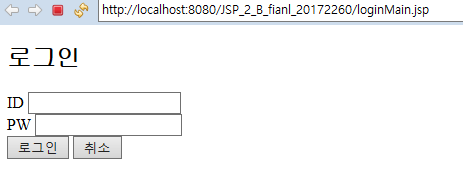 http://localhost:8080/JSP_2_B_fianl_20172260/loginMain.jsp
로그인
ID
PW
로그인 취소